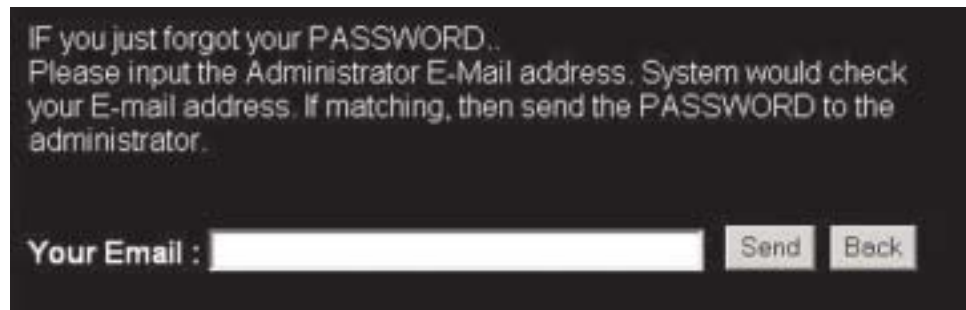 IF you just forgot your PASSWORD..
Please input the Administrator E-Mail address. System would check
your E-mail address. If matching, then send the PASSWORD to the
administrator.
Your Email : Send Back